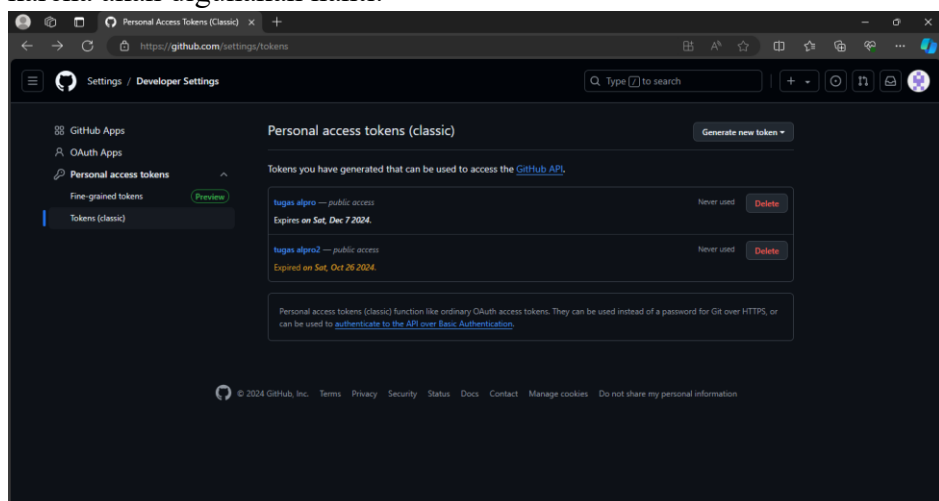 karena akan digunakan nanti.
Personal Access Tokens (Classic)
https://github.com/settings/tokens
Settings / Developer Settings
Type / to search
GitHub Apps
OAuth Apps
Personal access tokens
Fine-grained tokens Preview
Tokens (classic)
Personal access tokens (classic)
Generate new token
Tokens you have generated that can be used to access the GitHub API.
tugas alpro — public access Never used Delete
Expires on Sat, Dec 7 2024.
tugas alpro2 — public access Never used Delete
Expired on Sat, Oct 26 2024.
Personal access tokens (classic) function like ordinary OAuth access tokens. They can be used instead of a password for Git over HTTPS, or
can be used to authenticate to the API over Basic Authentication.
© 2024 GitHub, Inc. Terms Privacy Security Status Docs Contact Manage cookies Do not share my personal information